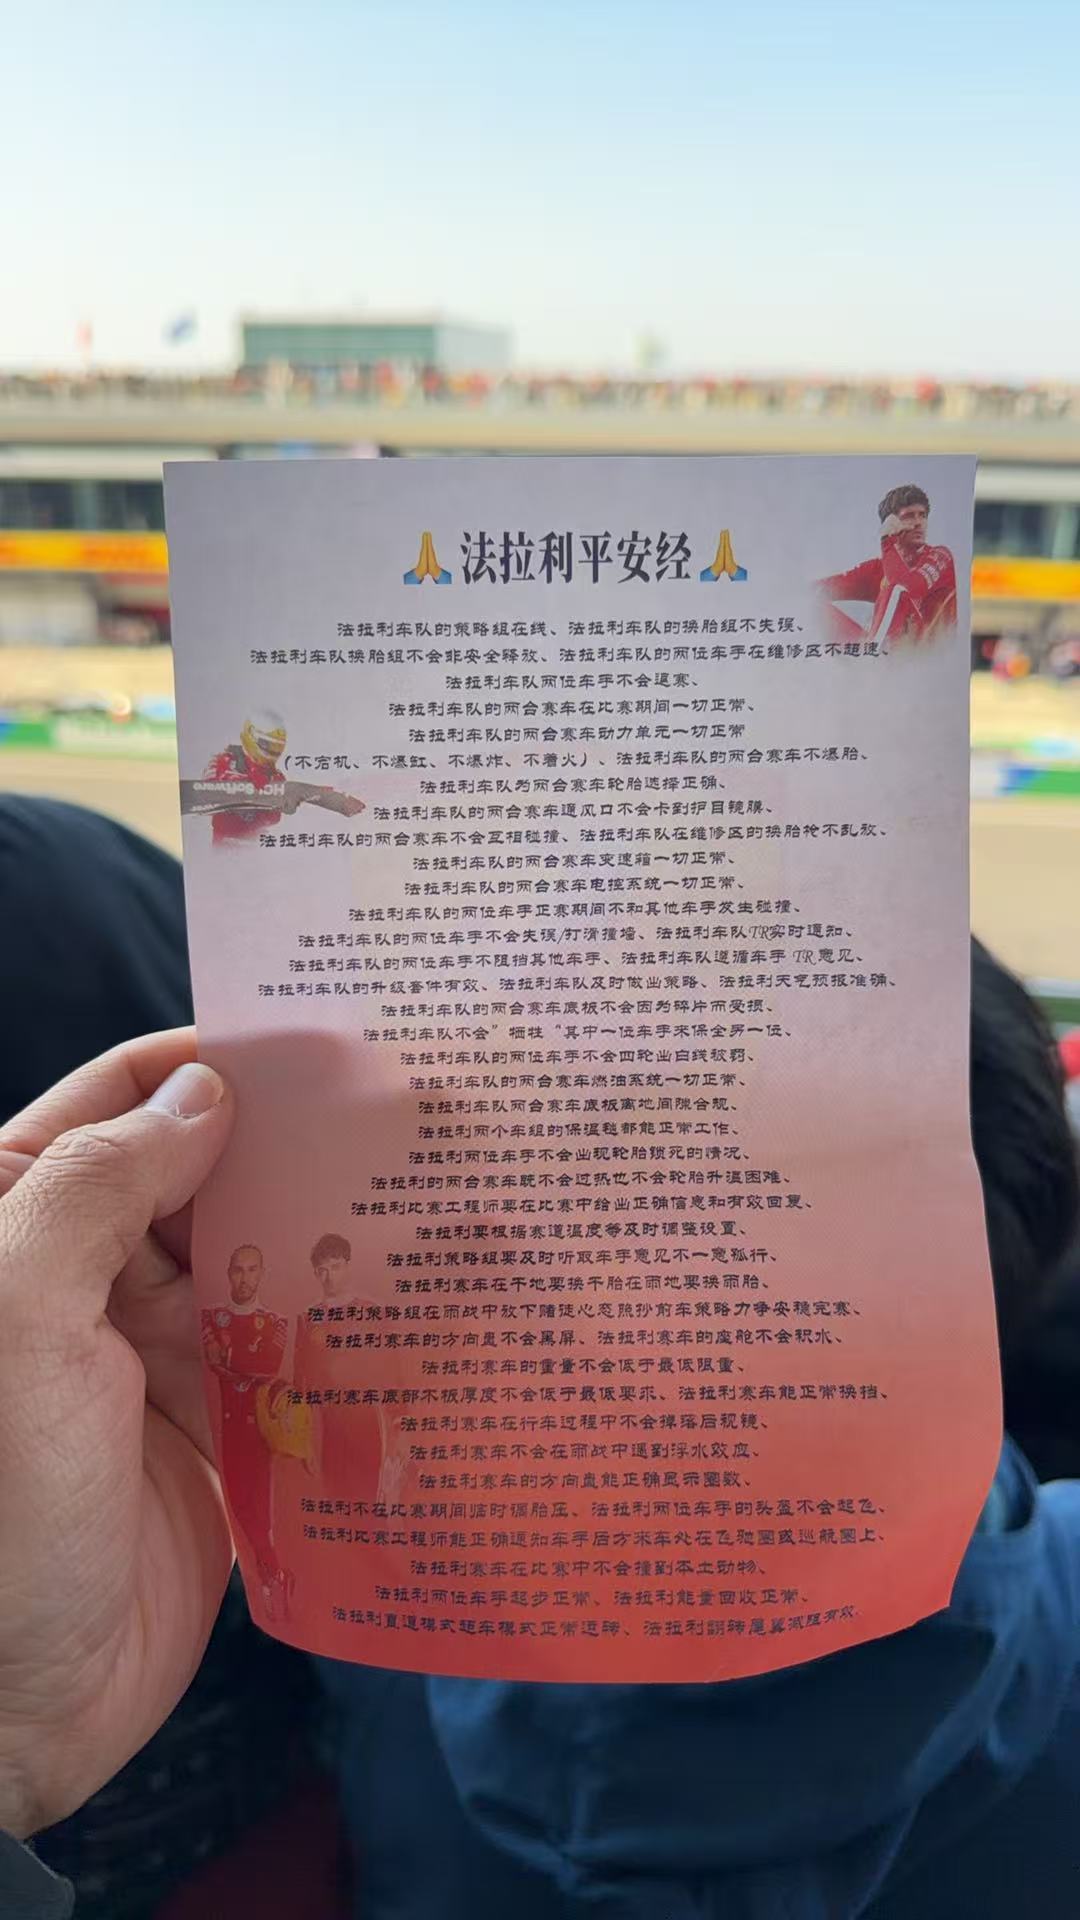 🙏法拉利平安经🙏
法拉利车队的策略组在线、法拉利车队的换胎组不失误、
法拉利车队换胎组不会非安全释放、法拉利车队的两位车手在维修区不超速、
法拉利车队两位车手不会退赛、
法拉利车队的两台赛车在比赛期间一切正常、
法拉利车队的两台赛车动力单元一切正常
(不宕机、不爆缸、不爆炸、不着火)、法拉利车队的两台赛车不爆胎、
法拉利车队为两台赛车轮胎选择正确、
HCL Software
法拉利车队的两台赛车通风口不会卡到护目镜膜、
法拉利车队的两台赛车不会互相碰撞、法拉利车队在维修区的换胎枪不乱放、
法拉利车队的两台赛车变速箱一切正常、
法拉利车队的两台赛车电控系统一切正常、
法拉利车队的两位车手正赛期间不和其他车手发生碰撞、
法拉利车队的两位车手不会失误/打滑撞墙、法拉利车队TR实时通知、
法拉利车队的两位车手不阻挡其他车手、法拉利车队遵循车手 TR意见、
法拉利车队的升级套件有效、法拉利车队及时做出策略、法拉利天气预报准确、
法拉利车队的两台赛车底板不会因为碎片而受损、
法拉利车队不会”牺牲“其中一位车手来保全另一位、
法拉利车队的两位车手不会四轮出白线被罚、
法拉利车队的两台赛车燃油系统一切正常、
法拉利车队两台赛车底板离地间隙合规、
法拉利两个车组的保温毯都能正常工作、
法拉利两位车手不会出现轮胎锁死的情况、
法拉利的两台赛车既不会过热也不会轮胎升温困难、
法拉利比赛工程师要在比赛中给出正确信息和有效回复、
法拉利要根据赛道温度等及时调整设置、
法拉利策略组要及时听取车手意见不一意孤行、
法拉利赛车在干地要换干胎在雨地要换雨胎、
法拉利策略组在雨战中放下赌徒心态照抄前车策略力争安稳完赛、
法拉利赛车的方向盘不会黑屏、法拉利赛车的座舱不会积水、
法拉利赛车的重量不会低于最低限重、
法拉利赛车底部木板厚度不会低于最低要求、法拉利赛车能正常换挡、
法拉利赛车在行车过程中不会掉落后视镜、
法拉利赛车不会在雨战中遇到浮水效应、
法拉利赛车的方向盘能正确显示圈数、
法拉利不在比赛期间临时调胎压、法拉利两位车手的头盔不会起飞、
法拉利比赛工程师能正确通知车手后方来车处在飞驰圈或巡航圈上、
法拉利赛车在比赛中不会撞到本土动物、
法拉利两位车手起步正常、法拉利能量回收正常、
法拉利直道模式超车模式正常运转、法拉利翻转尾翼减阻有效